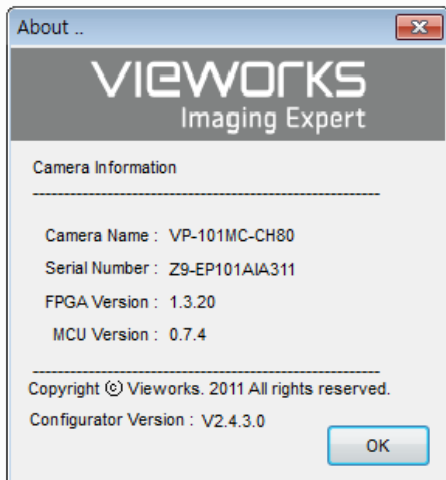 About ..
VIEWORKS
Imaging Expert
Camera Information
Camera Name : VP-101MC-CH80
Serial Number : Z9-EP101AIA311
FPGA Version : 1.3.20
MCU Version : 0.7.4
Copyright ⓒ Vieworks. 2011 All rights reserved.
Configurator Version : V2.4.3.0
OK